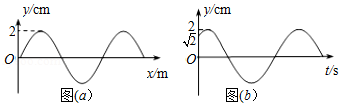 y/cm
2
O
x/m
图(a)
y/cm
2
√2
O
t/s
图(b)